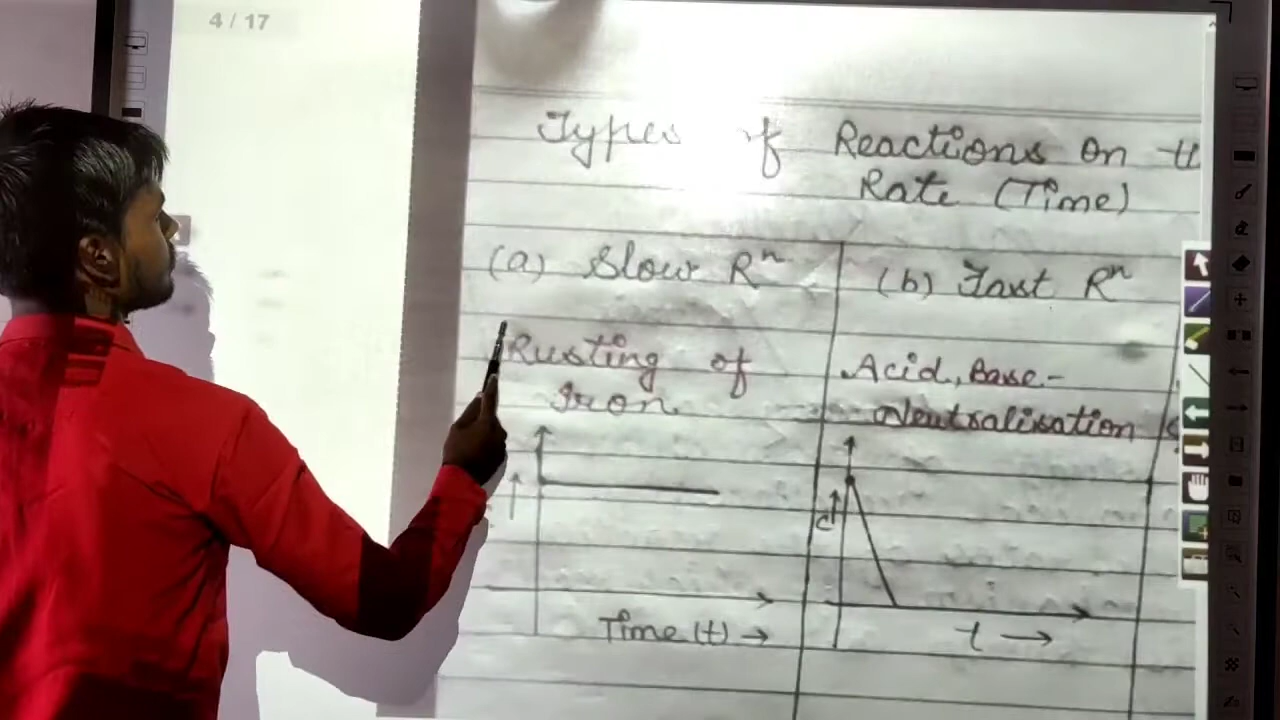 4 / 17
Types of Reactions on
Rate (Time)
(a) Slow Rⁿ
(b) Fast Rⁿ
Rusting of
Iron
Acid, Base-
Neutralisation
C
Time (t) →
t →